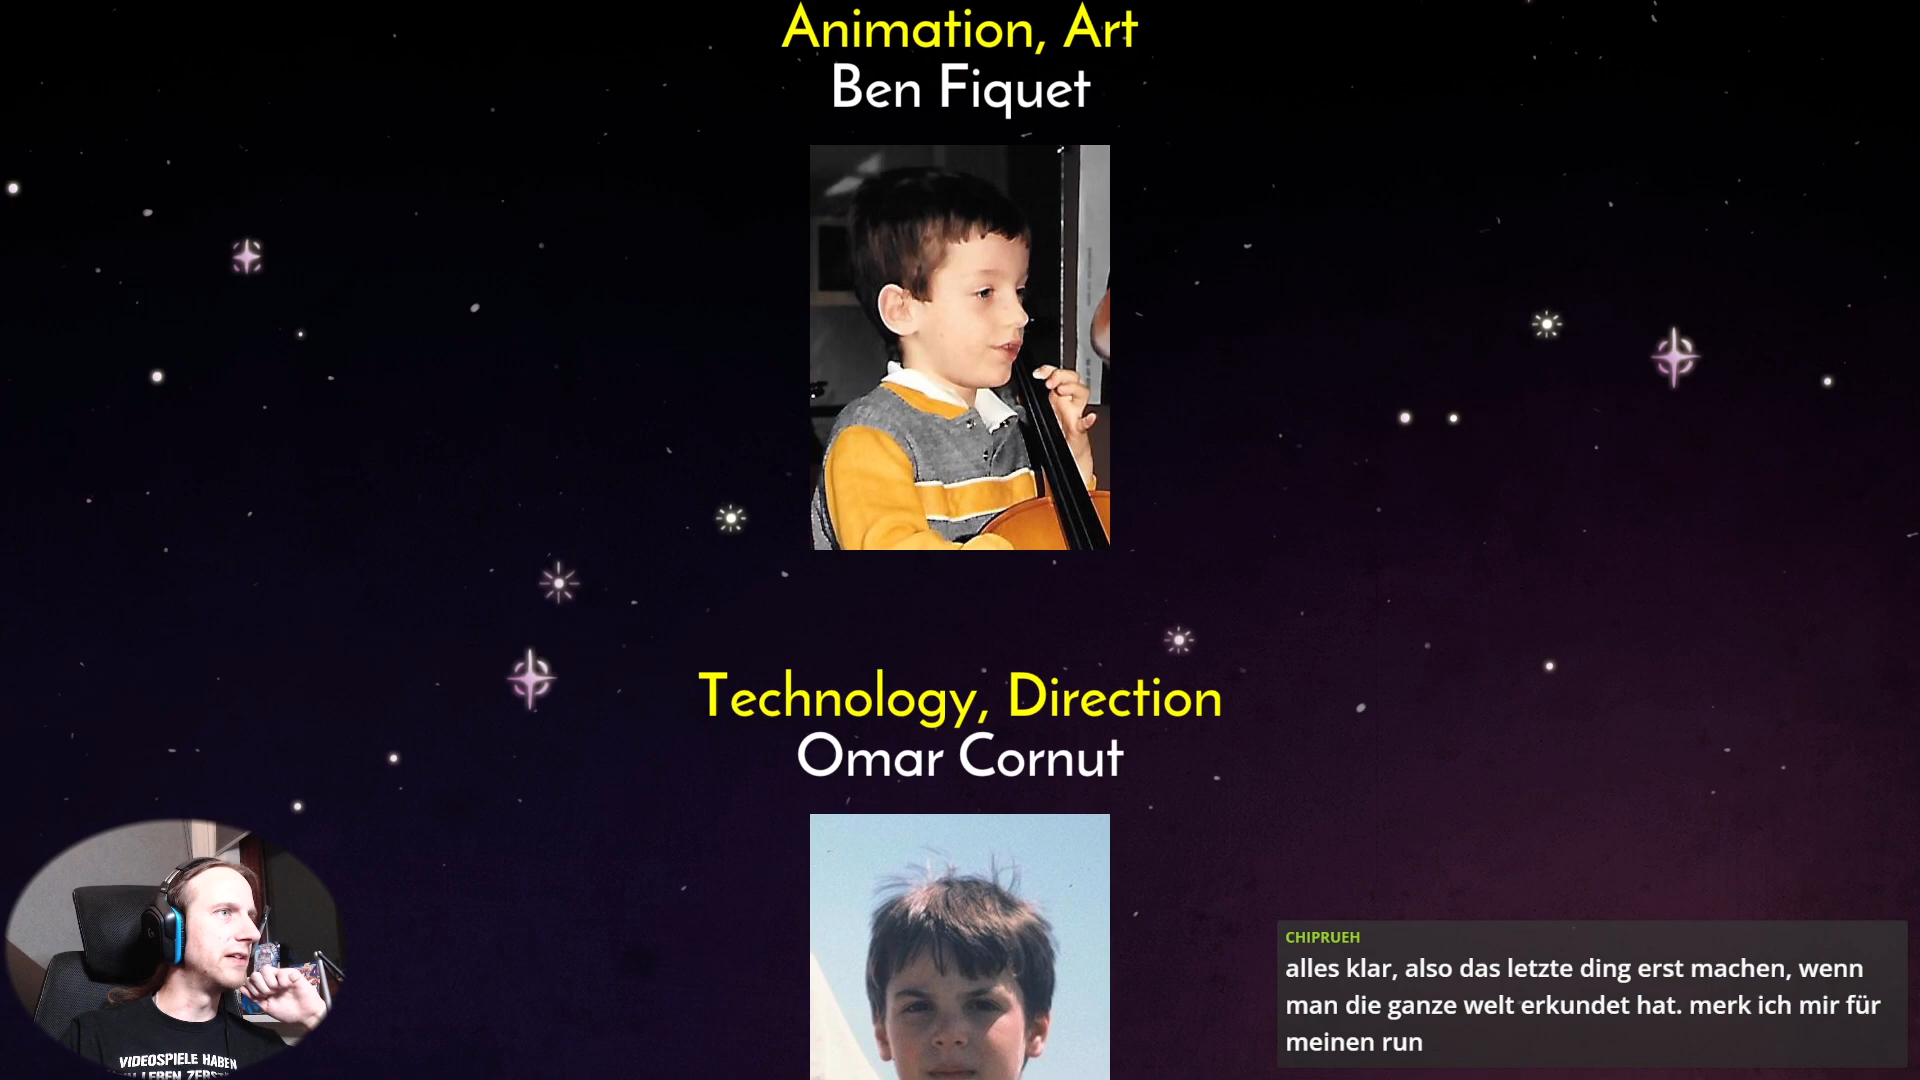 Animation, Art
Ben Fiquet
Technology, Direction
Omar Cornut
CHIPRUEH
alles klar, also das letzte ding erst machen, wenn
man die ganze welt erkundet hat. merk ich mir für
meinen run
VIDEOSPIELE HABEN
LEBEN